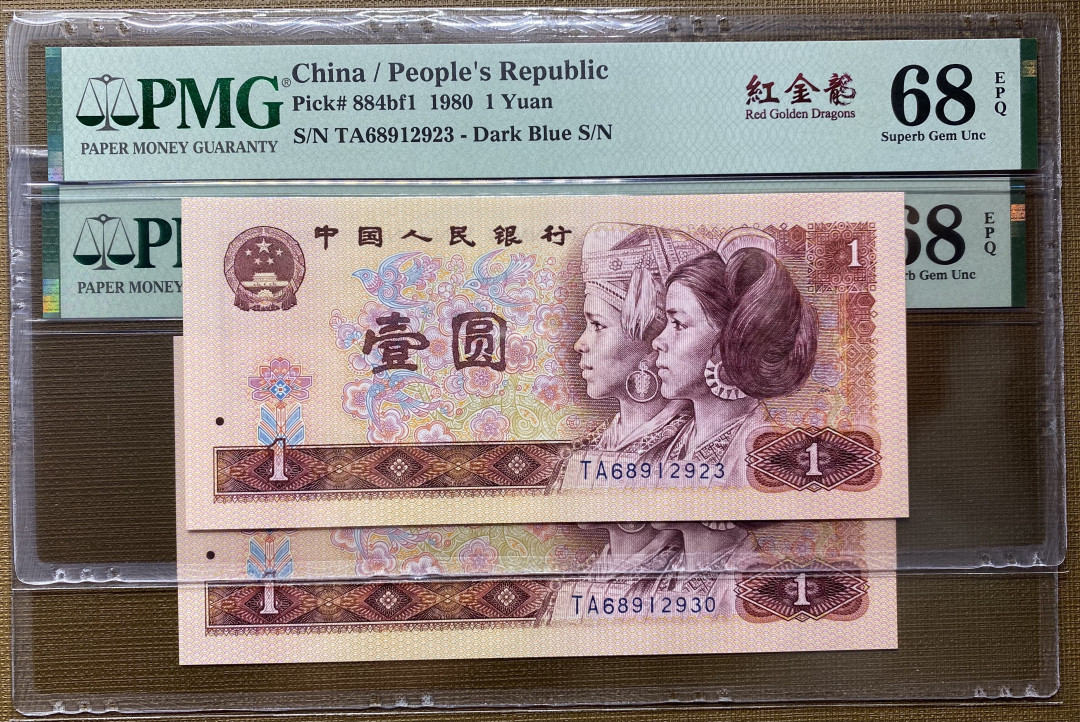 PMG®
PAPER MONEY GUARANTY
China / People's Republic
Pick# 884bf1 1980 1 Yuan
S/N TA68912923 - Dark Blue S/N
紅金龍
Red Golden Dragons
68
EPQ
Superb Gem Unc
PM
PAPER MONEY
68
EPQ
rb Gem Unc
中国人民银行
1
壹圆
1
TA68912923
1
1
TA68912930
1